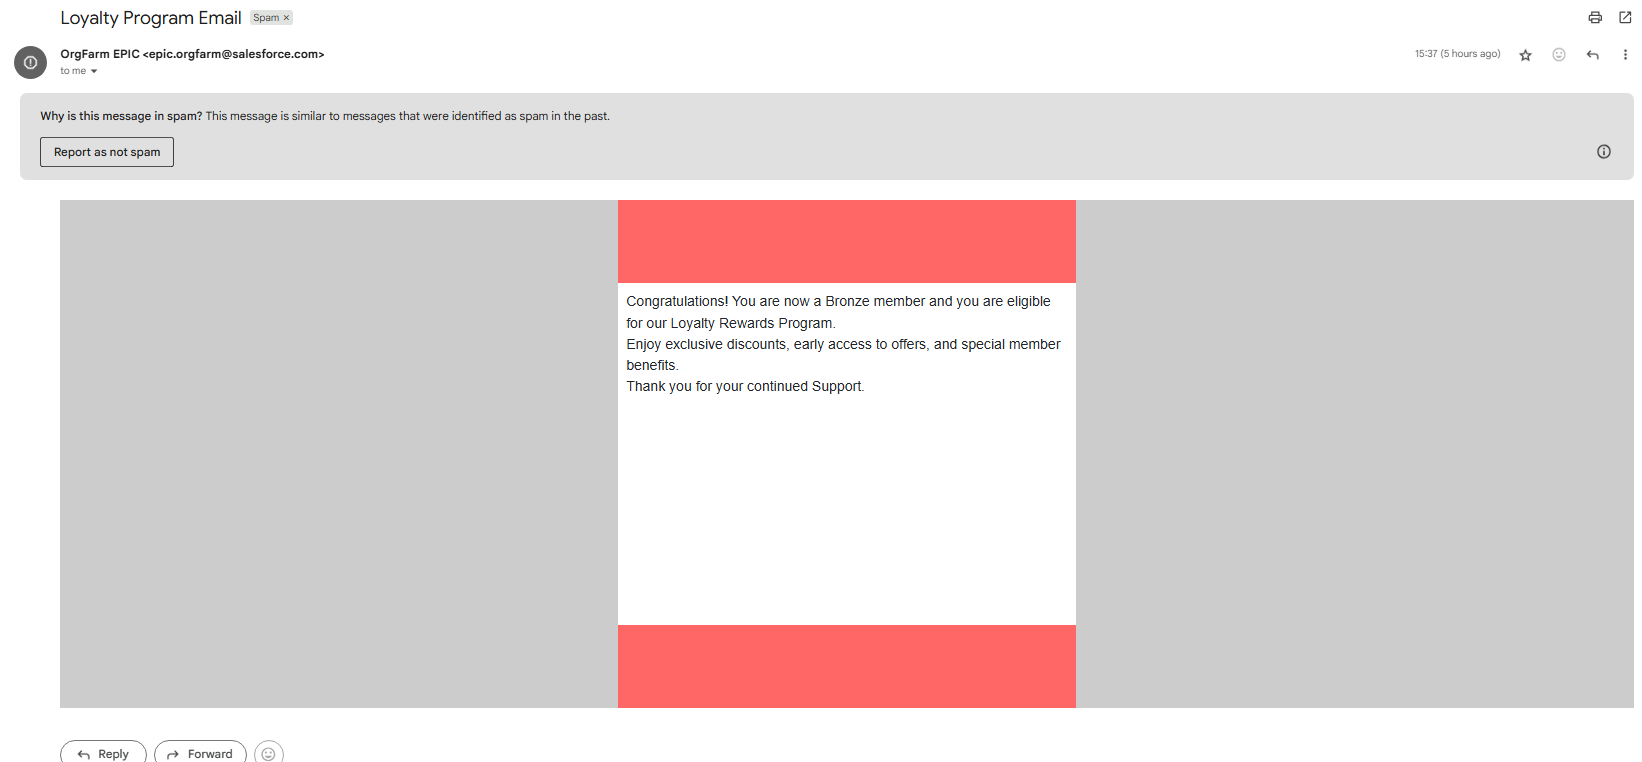 Loyalty Program Email Spam ×
OrgFarm EPIC <epic.orgfarm@salesforce.com> 15:37 (5 hours ago)
to me
Why is this message in spam? This message is similar to messages that were identified as spam in the past.
Report as not spam
Congratulations! You are now a Bronze member and you are eligible
for our Loyalty Rewards Program.
Enjoy exclusive discounts, early access to offers, and special member
benefits.
Thank you for your continued Support.
Reply Forward